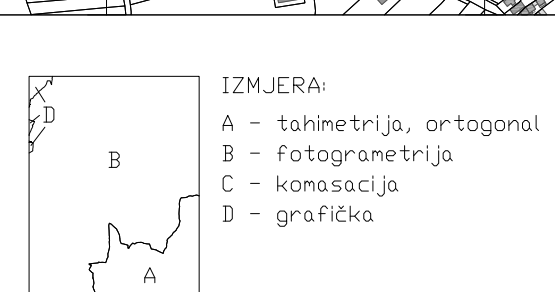 IZMJERA:
A - tahimetrija, ortogonal
B - fotogrametrija
C - komasacija
D - grafička
D
B
A